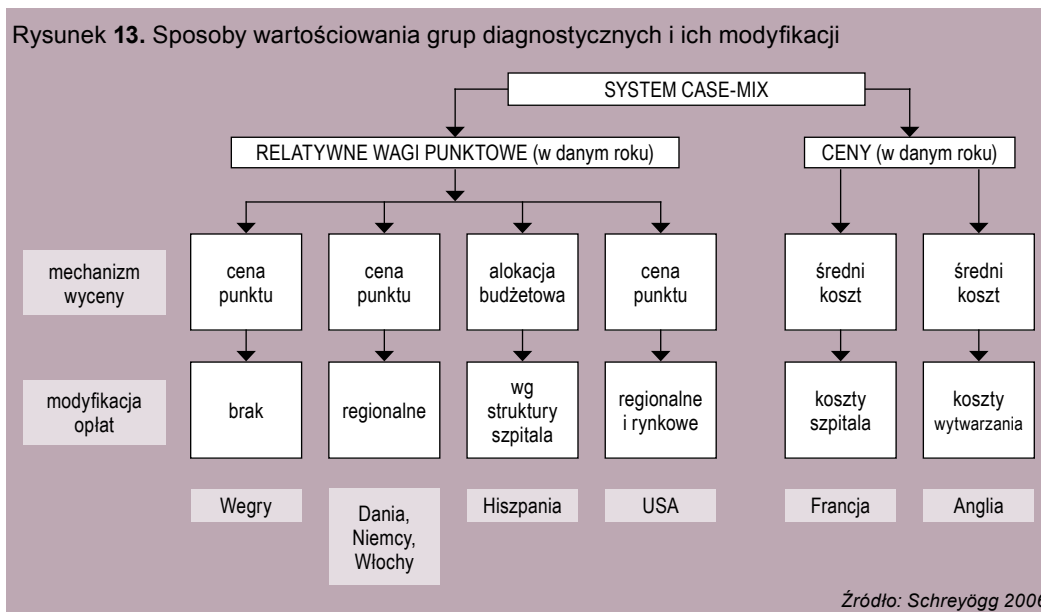 Rysunek 13. Sposoby wartościowania grup diagnostycznych i ich modyfikacji
SYSTEM CASE-MIX
RELATYWNE WAGI PUNKTOWE (w danym roku)
CENY (w danym roku)
mechanizm
wyceny
cena
punktu
cena
punktu
alokacja
budżetowa
cena
punktu
średni
koszt
średni
koszt
modyfikacja
opłat
brak
regionalne
wg
struktury
szpitala
regionalne
i rynkowe
koszty
szpitala
koszty
wytwarzania
Wegry
Dania,
Niemcy,
Włochy
Hiszpania
USA
Francja
Anglia
Źródło: Schreyögg 2006